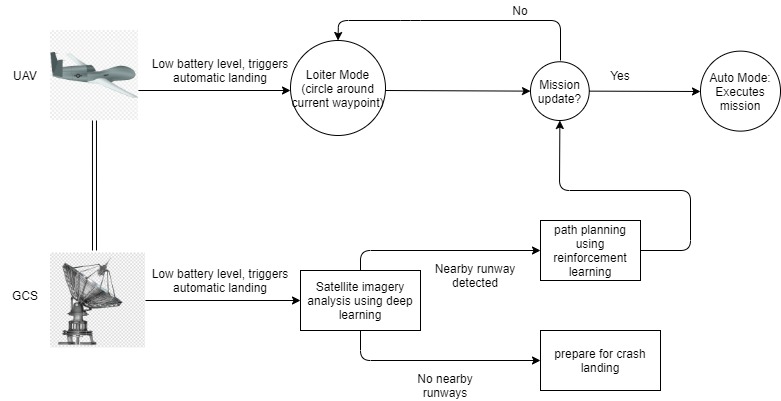 No
UAV
Low battery level, triggers
automatic landing
Loiter Mode
(circle around
current waypoint)
Mission
update?
Yes
Auto Mode:
Executes
mission
GCS
Low battery level, triggers
automatic landing
Satellite imagery
analysis using deep
learning
Nearby runway
detected
path planning
using
reinforcement
learning
No nearby
runways
prepare for crash
landing